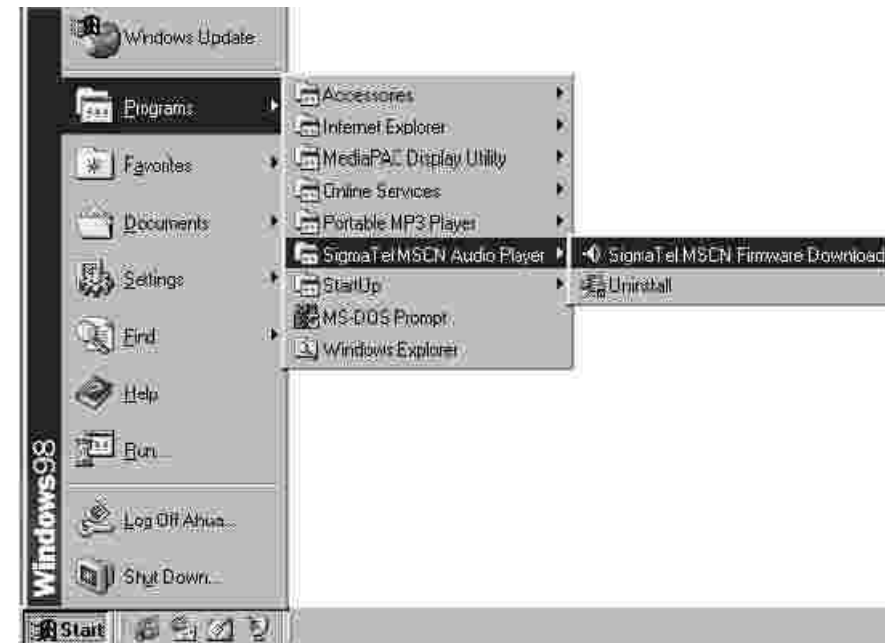 Windows Update
Programs
Favorites
Documents
Settings
Find
Help
Run...
Log Off Ahua...
Shut Down...
Windows98
Start
Accessories
Internet Explorer
MediaPAC Display Utility
Online Services
Portable MP3 Player
SigmaTel MSCN Audio Player
StartUp
MS-DOS Prompt
Windows Explorer
SigmaTel MSCN Firmware Download
Uninstall